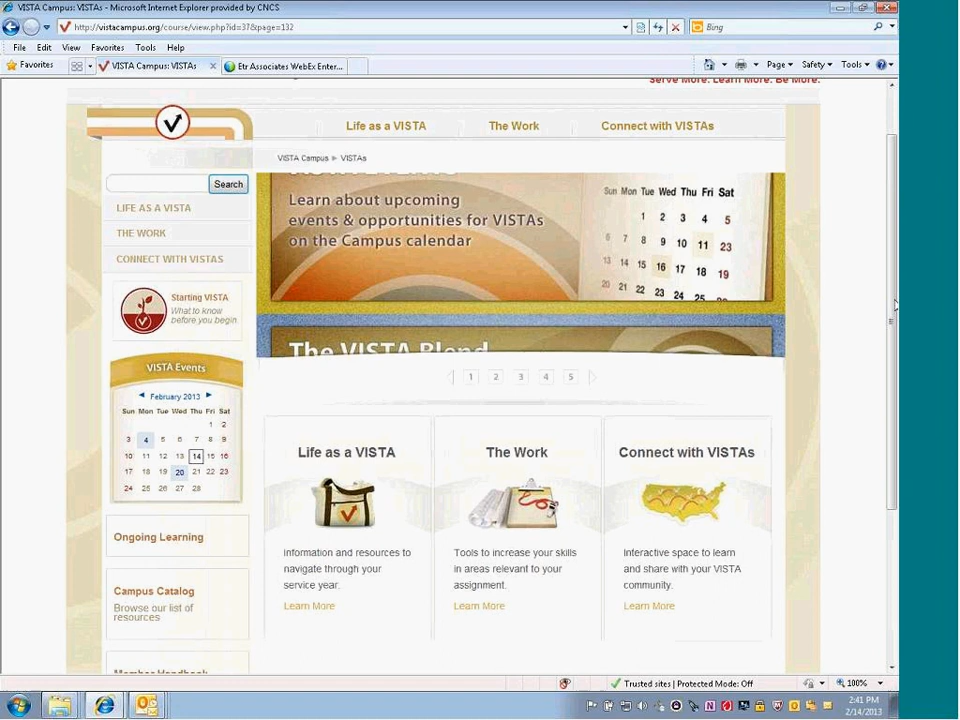 VISTA Campus: VISTAs - Microsoft Internet Explorer provided by CNCS
http://vistacampus.org/course/view.php?id=37&page=132
Bing
File Edit View Favorites Tools Help
Favorites
VISTA Campus: VISTAs
Etr Associates WebEx Enter...
Page Safety Tools
Serve More. Learn More. Be More.
Life as a VISTA The Work Connect with VISTAs
VISTA Campus ► VISTAs
Search
LIFE AS A VISTA
THE WORK
CONNECT WITH VISTAS
Starting VISTA
What to know
before you begin.
Learn about upcoming
events & opportunities for VISTAs
on the Campus calendar
Sun Mon Tue Wed Thu Fri Sat
1 2 3 4 5
6 7 8 9 10 11 23
13 14 15 16 17 18 19
20 21 22 23 24 25
The VISTA Blend
1 2 3 4 5
VISTA Events
◄ February 2013 ►
Sun Mon Tue Wed Thu Fri Sat
1 2
3 4 5 6 7 8 9
10 11 12 13 14 15 16
17 18 19 20 21 22 23
24 25 26 27 28
Ongoing Learning
Campus Catalog
Browse our list of
resources
Member Handbook
Life as a VISTA
Information and resources to
navigate through your
service year.
Learn More
The Work
Tools to increase your skills
in areas relevant to your
assignment.
Learn More
Connect with VISTAs
Interactive space to learn
and share with your VISTA
community.
Learn More
Trusted sites | Protected Mode: Off
100%
2:41 PM
2/14/2013